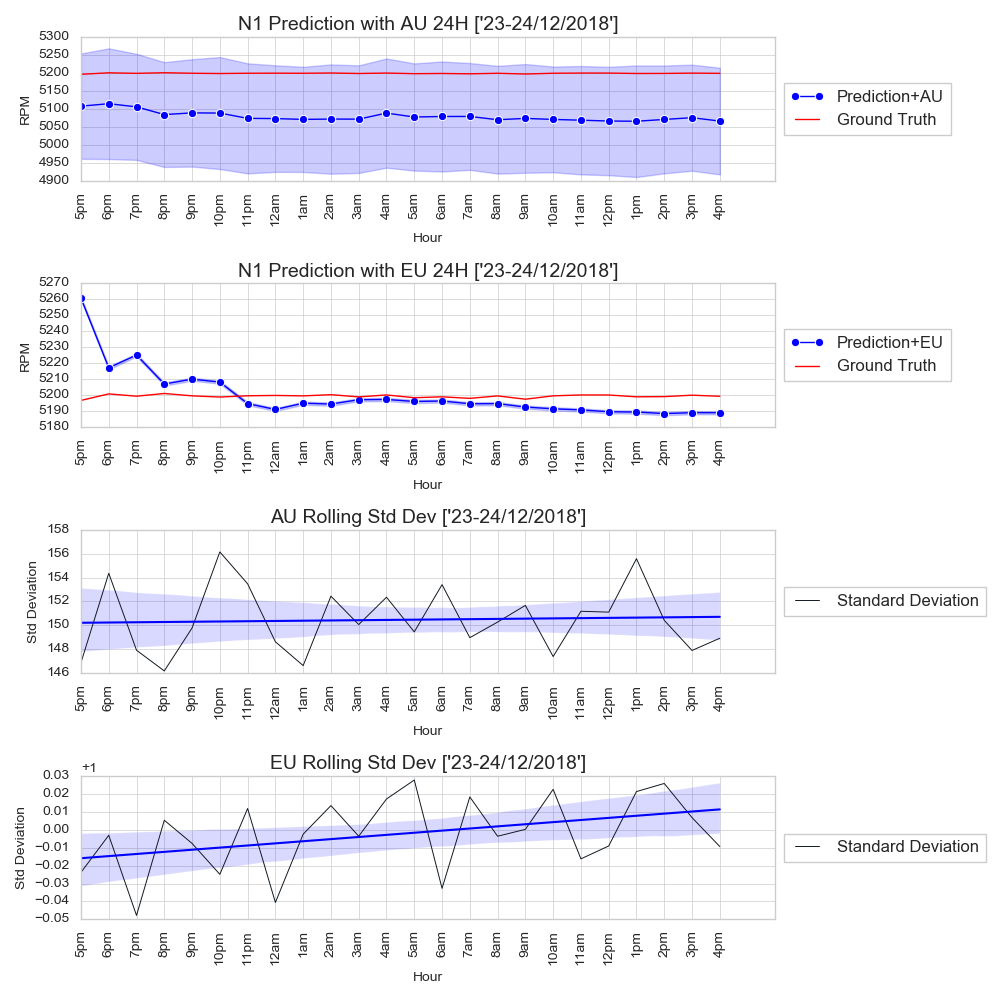 N1 Prediction with AU 24H ['23-24/12/2018']
5300
5250
5200
5150
5100
5050
5000
4950
4900
RPM
5pm 6pm 7pm 8pm 9pm 10pm 11pm 12am 1am 2am 3am 4am 5am 6am 7am 8am 9am 10am 11am 12pm 1pm 2pm 3pm 4pm
Hour
Prediction+AU
Ground Truth
N1 Prediction with EU 24H ['23-24/12/2018']
5270
5260
5250
5240
5230
5220
5210
5200
5190
5180
RPM
5pm 6pm 7pm 8pm 9pm 10pm 11pm 12am 1am 2am 3am 4am 5am 6am 7am 8am 9am 10am 11am 12pm 1pm 2pm 3pm 4pm
Hour
Prediction+EU
Ground Truth
AU Rolling Std Dev ['23-24/12/2018']
158
156
154
152
150
148
146
Std Deviation
5pm 6pm 7pm 8pm 9pm 10pm 11pm 12am 1am 2am 3am 4am 5am 6am 7am 8am 9am 10am 11am 12pm 1pm 2pm 3pm 4pm
Hour
Standard Deviation
EU Rolling Std Dev ['23-24/12/2018']
+1
0.03
0.02
0.01
0.00
−0.01
−0.02
−0.03
−0.04
−0.05
Std Deviation
5pm 6pm 7pm 8pm 9pm 10pm 11pm 12am 1am 2am 3am 4am 5am 6am 7am 8am 9am 10am 11am 12pm 1pm 2pm 3pm 4pm
Hour
Standard Deviation